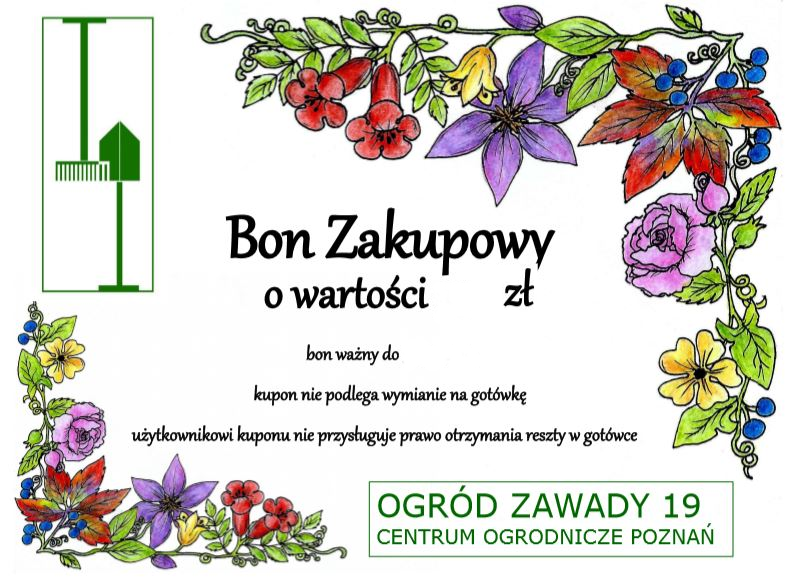 Bon Zakupowy
o wartości zł
bon ważny do
kupon nie podlega wymianie na gotówkę
użytkownikowi kuponu nie przysługuje prawo otrzymania reszty w gotówce
OGRÓD ZAWADY 19
CENTRUM OGRODNICZE POZNAŃ